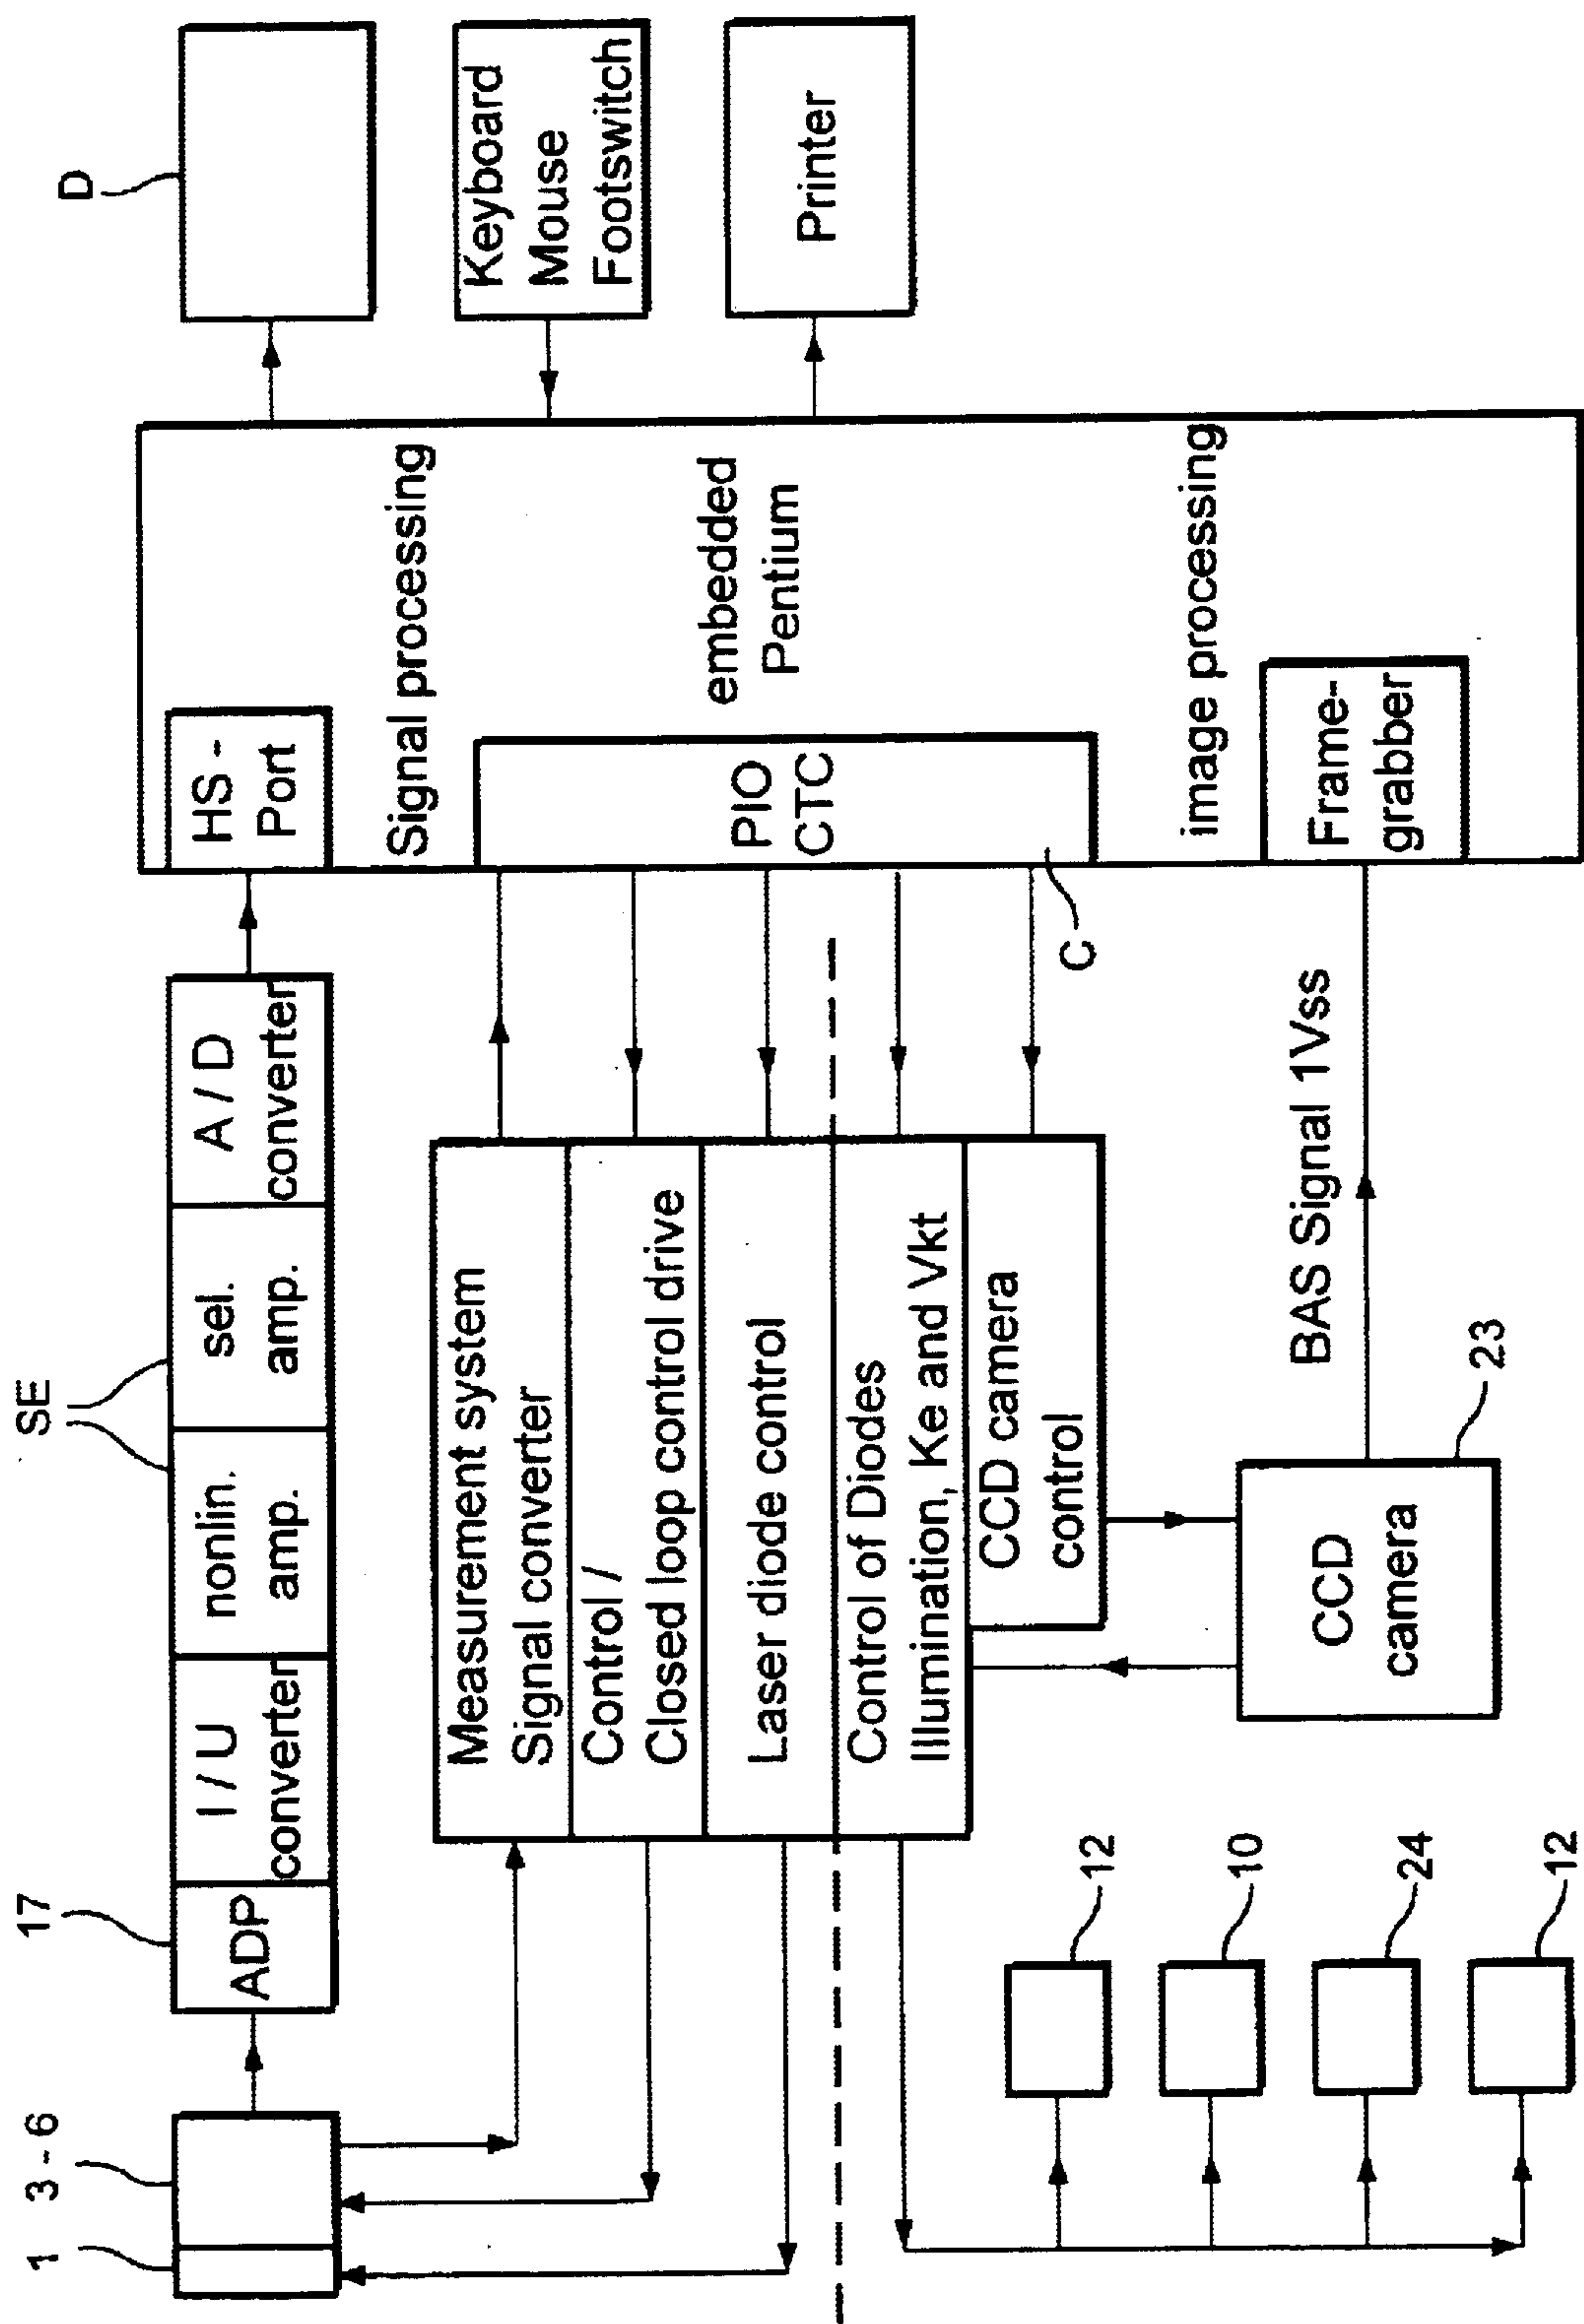 1
3 - 6
17
SE
D
ADP
I / U
converter
nonlin.
amp.
sel.
amp.
A / D
converter
HS -
Port
Signal processing
Keyboard
Mouse
Footswitch
Measurement system
Signal converter
Control /
Closed loop control drive
Laser diode control
Control of Diodes
Illumination, Ke and Vkt
CCD camera
control
PIO
CTC
C
embedded
Pentium
Printer
image processing
Frame-
grabber
BAS Signal 1Vss
CCD
camera
23
12
10
24
12